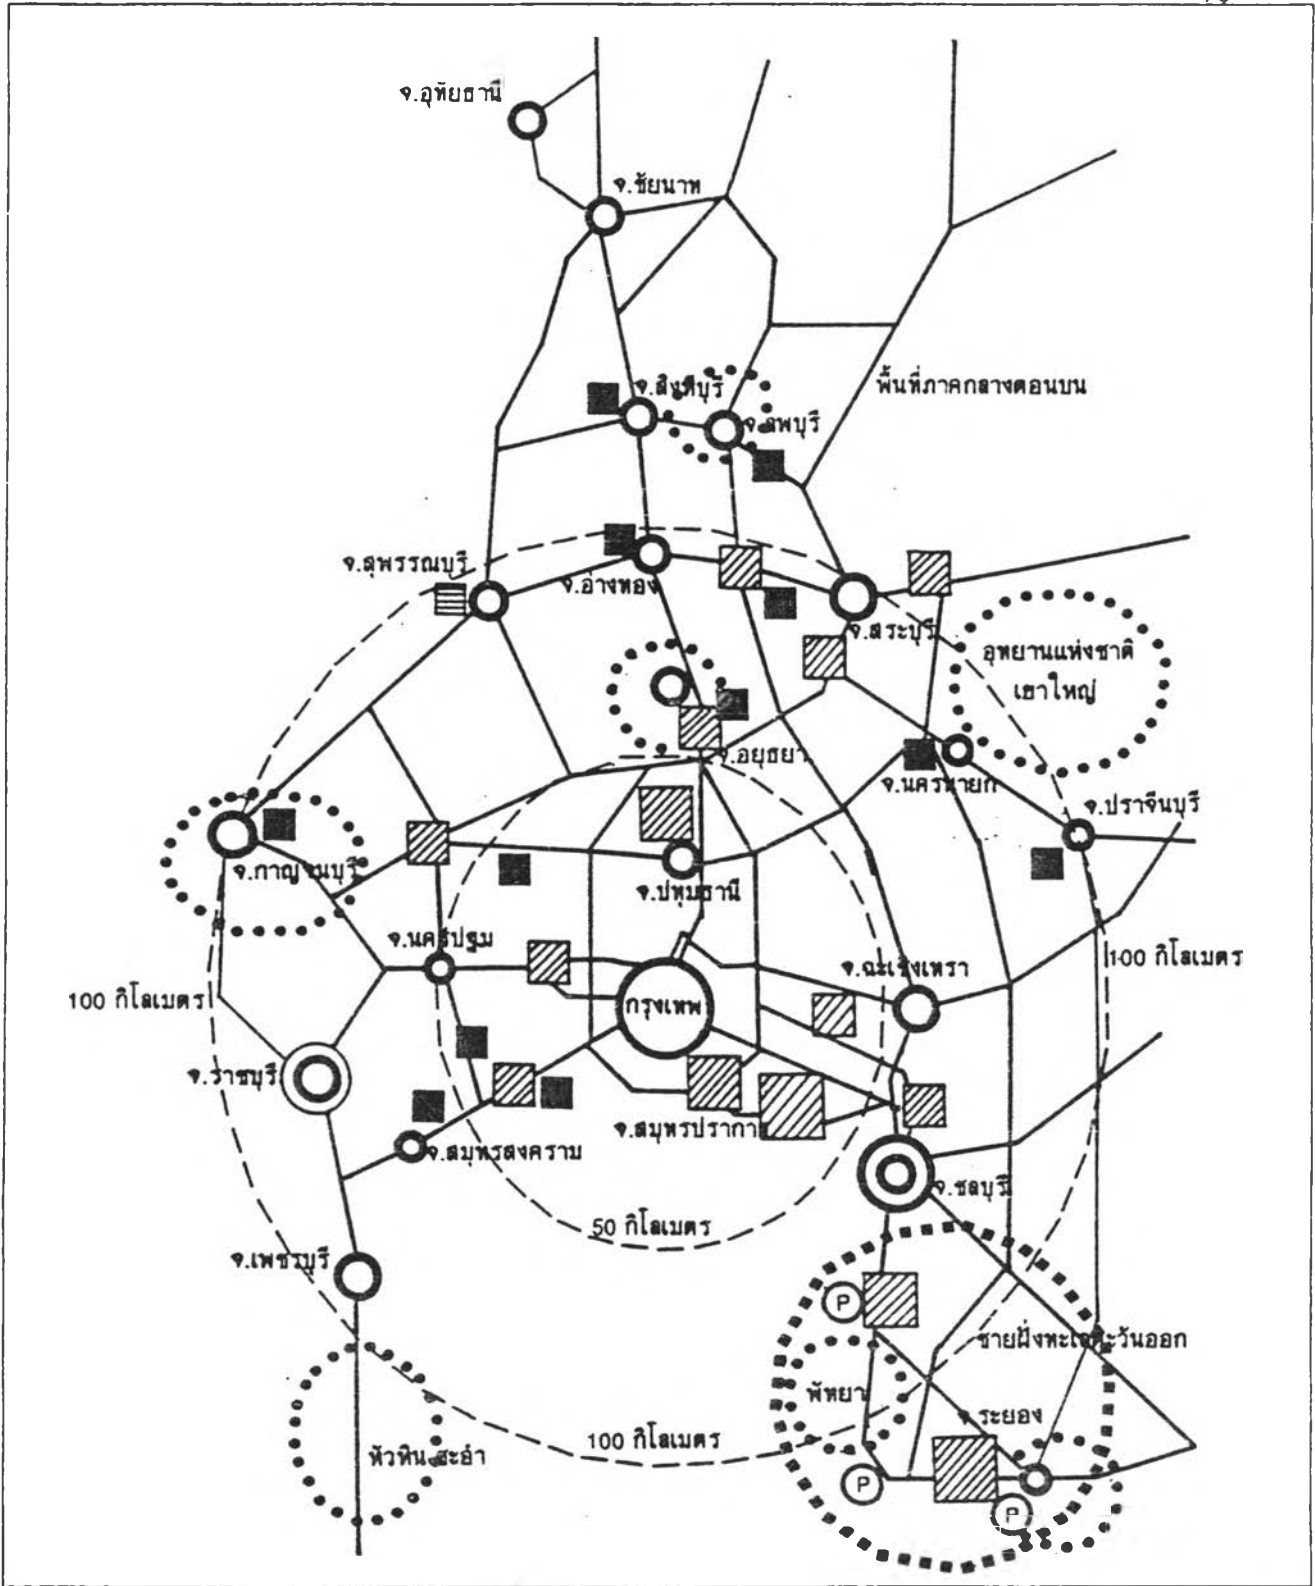 จ.อุทัยธานี
จ.ชัยนาท
พื้นที่ภาคกลางตอนบน
จ.สิงห์บุรี
จ.ลพบุรี
จ.สุพรรณบุรี
จ.อ่างทอง
จ.สระบุรี
อุทยานแห่งชาติ
เขาใหญ่
จ.อยุธยา
จ.นครนายก
จ.ปราจีนบุรี
จ.กาญจนบุรี
จ.ปทุมธานี
จ.นครปฐม
จ.ฉะเชิงเทรา
100 กิโลเมตร
100 กิโลเมตร
กรุงเทพ
จ.ราชบุรี
จ.สมุทรปรากา
จ.สมุทรสงคราม
จ.ชลบุรี
50 กิโลเมตร
จ.เพชรบุรี
P
ชายฝั่งทะเลตะวันออก
พัทยา
จ.ระยอง
100 กิโลเมตร
หัวหิน ชะอำ
P
P